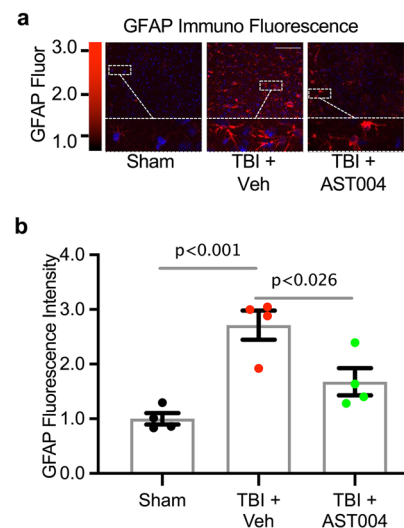 a
GFAP Immuno Fluorescence
GFAP Fluor
3.0
2.0
1.0
Sham
TBI +
Veh
TBI +
AST004
b
GFAP Fluorescence Intensity
4.0
3.0
2.0
1.0
0.0
p<0.001
p<0.026
Sham
TBI +
Veh
TBI +
AST004